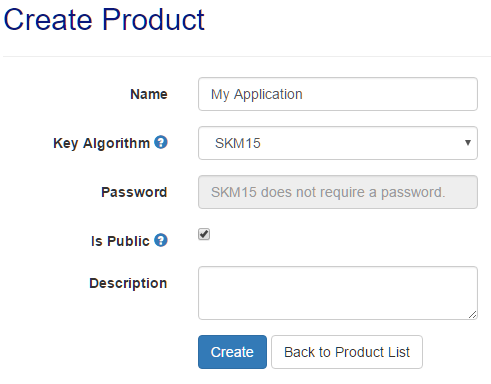 Create Product
Name My Application
Key Algorithm ? SKM15
Password SKM15 does not require a password.
Is Public ?
Description
Create Back to Product List